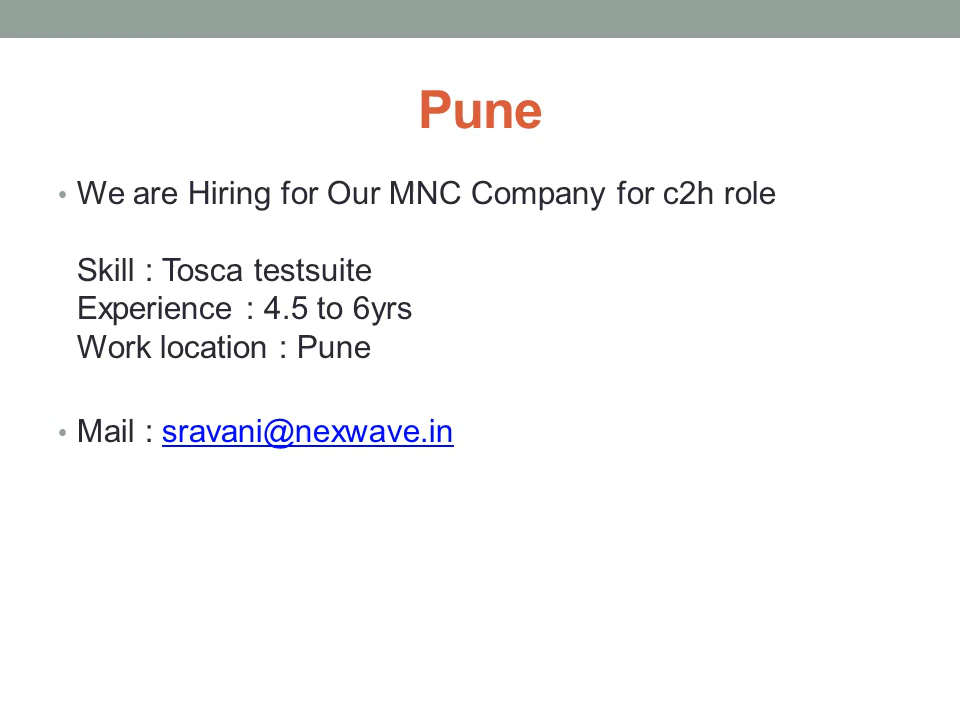 Pune
• We are Hiring for Our MNC Company for c2h role
Skill : Tosca testsuite
Experience : 4.5 to 6yrs
Work location : Pune
• Mail : sravani@nexwave.in